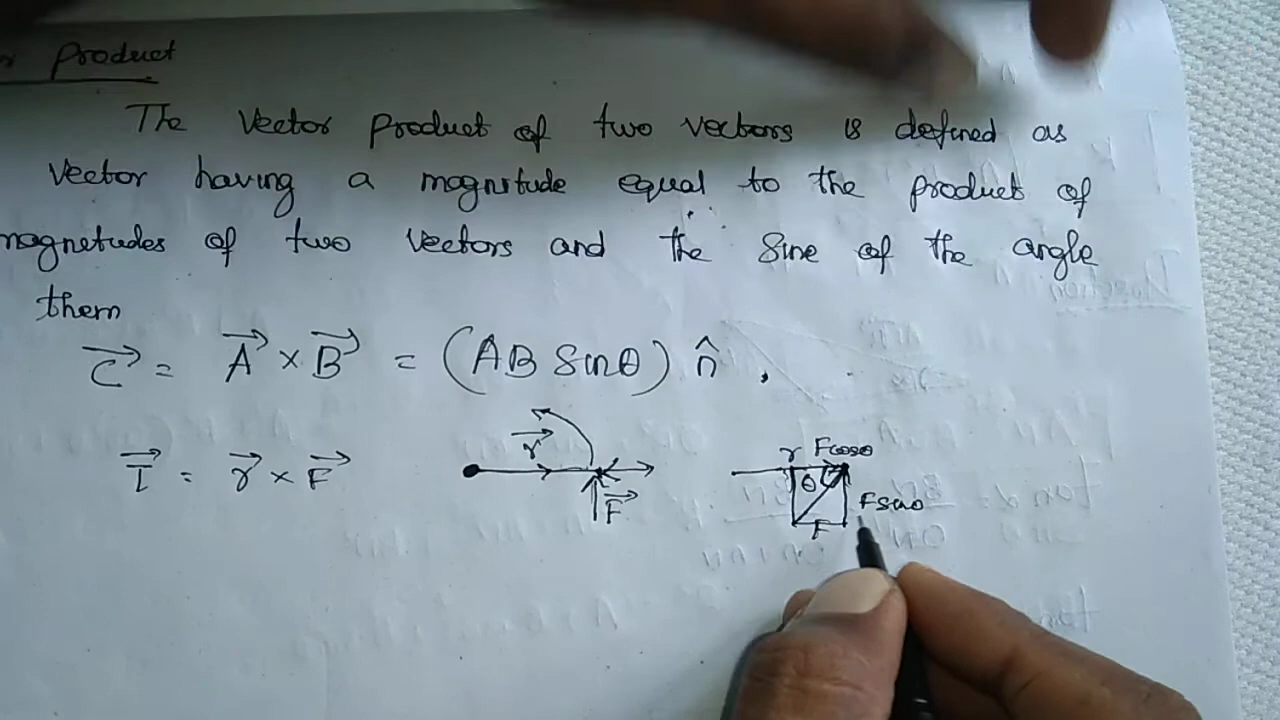 Product
The Vector Product of two vectors is defined as
Vector having a magnitude equal to the product of
magnetudes of two vectors and the Sine of the angle
them
C⃗ = A⃗ × B⃗ = (AB Sinθ) n̂ .
r⃗ r Fcosθ
τ⃗ = r⃗ × F⃗ θ
F⃗ F Fsinθ